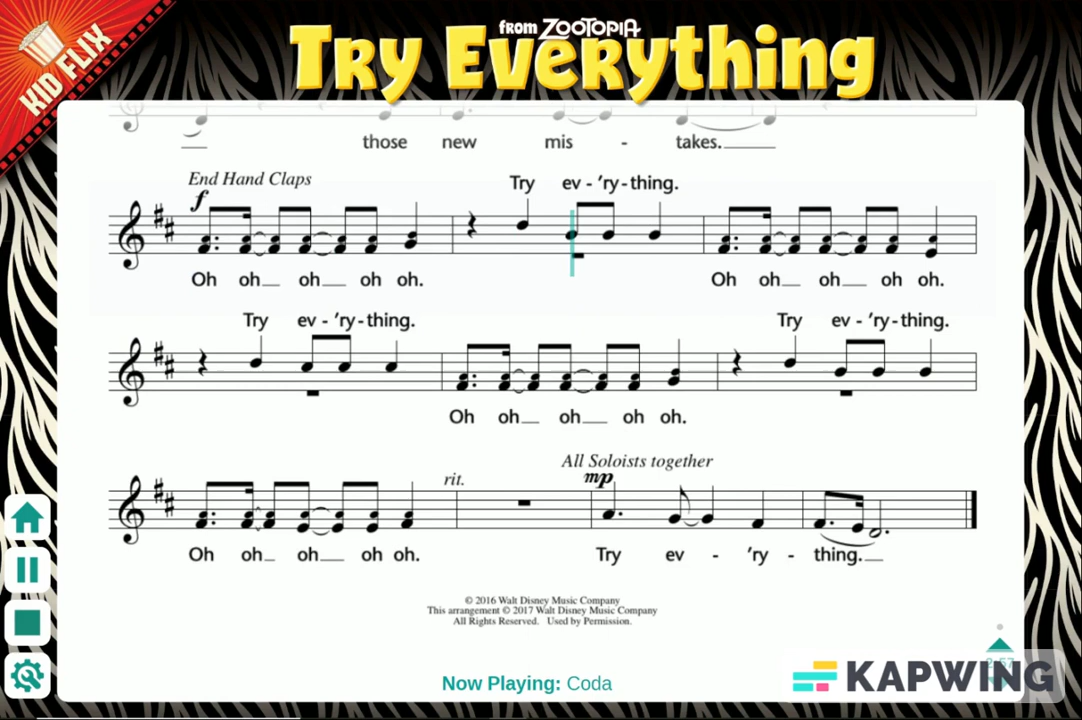 KID FLIX
from ZOOTOPIA
Try Everything
those new mis - takes.
End Hand Claps
Try ev - 'ry - thing.
f
Oh oh oh oh oh. Oh oh oh oh oh.
Try ev - 'ry - thing. Try ev - 'ry - thing.
Oh oh oh oh oh.
rit. All Soloists together
mp
Oh oh oh oh oh. Try ev - 'ry - thing.
© 2016 Walt Disney Music Company
This arrangement © 2017 Walt Disney Music Company
All Rights Reserved. Used by Permission.
KAPWING
Now Playing: Coda